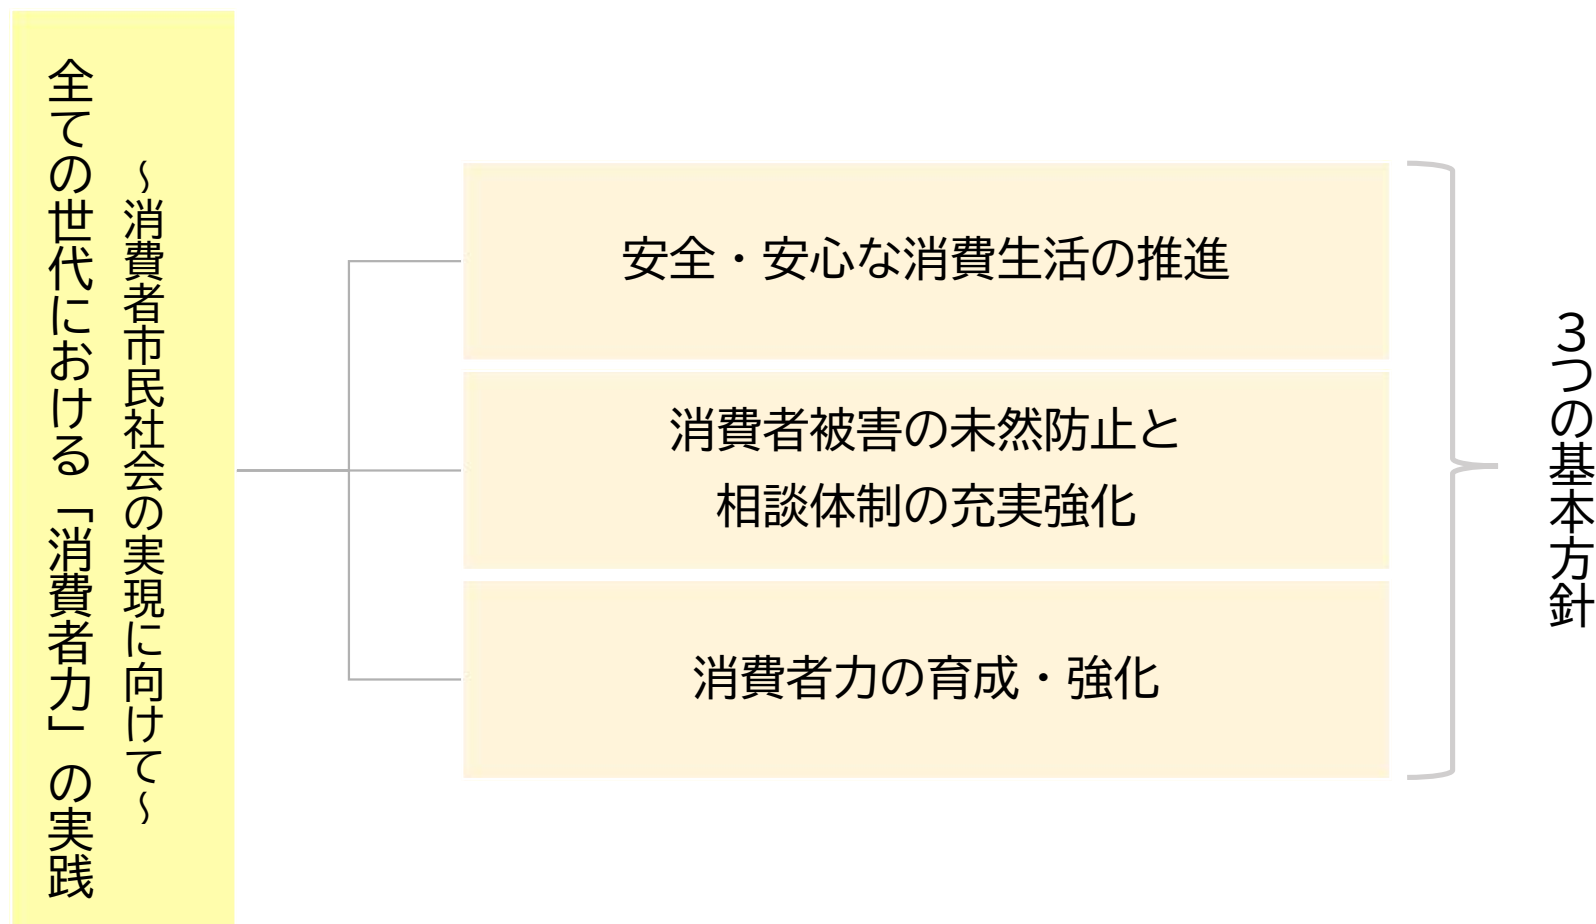 ～消費者市民社会の実現に向けて～
全ての世代における「消費者力」の実践
安全・安心な消費生活の推進
消費者被害の未然防止と
相談体制の充実強化
消費者力の育成・強化
３つの基本方針